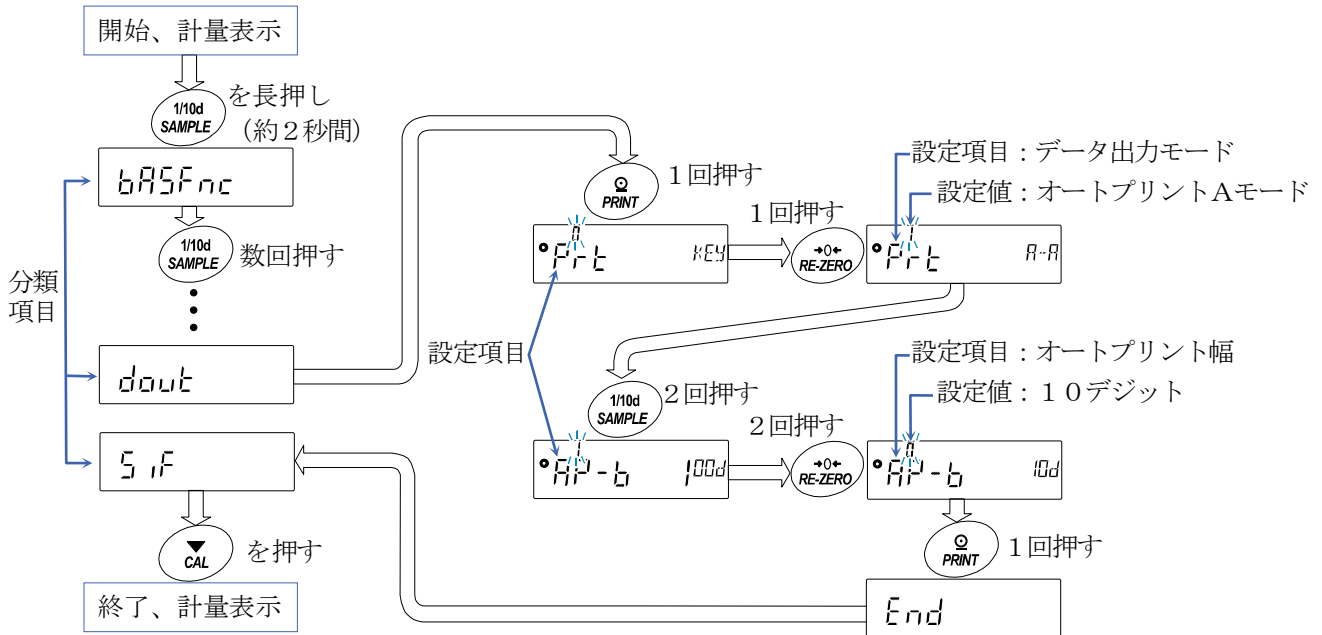 開始、計量表示
1/10d
SAMPLE
を長押し
(約２秒間)
bASFnc
1/10d
SAMPLE
数回押す
分類
項目
dout
PRINT
1回押す
0
Prt KEY
1回押す
→0←
RE-ZERO
設定項目：データ出力モード
設定値：オートプリントAモード
1
Prt A-A
設定項目
1/10d
SAMPLE
2回押す
1
AP-b 100d
2回押す
→0←
RE-ZERO
設定項目：オートプリント幅
設定値：１０デジット
0
AP-b 10d
PRINT
1回押す
End
S iF
CAL
を押す
終了、計量表示